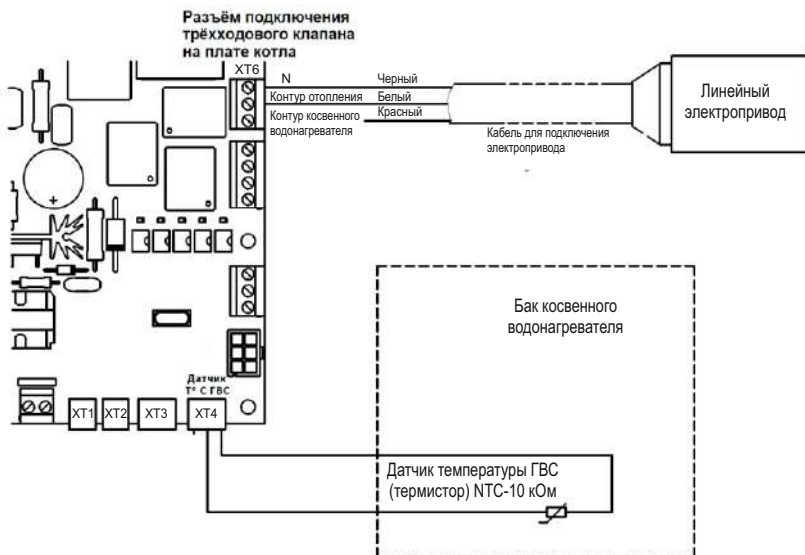 Разъём подключения
трёхходового клапана
на плате котла
XT6
N
Черный
Контур отопления
Белый
Контур косвенного
водонагревателя
Красный
Кабель для подключения
электропривода
Линейный
электропривод
Бак косвенного
водонагревателя
Датчик
T° C ГВС
XT1
XT2
XT3
XT4
Датчик температуры ГВС
(термистор) NTC-10 кОм